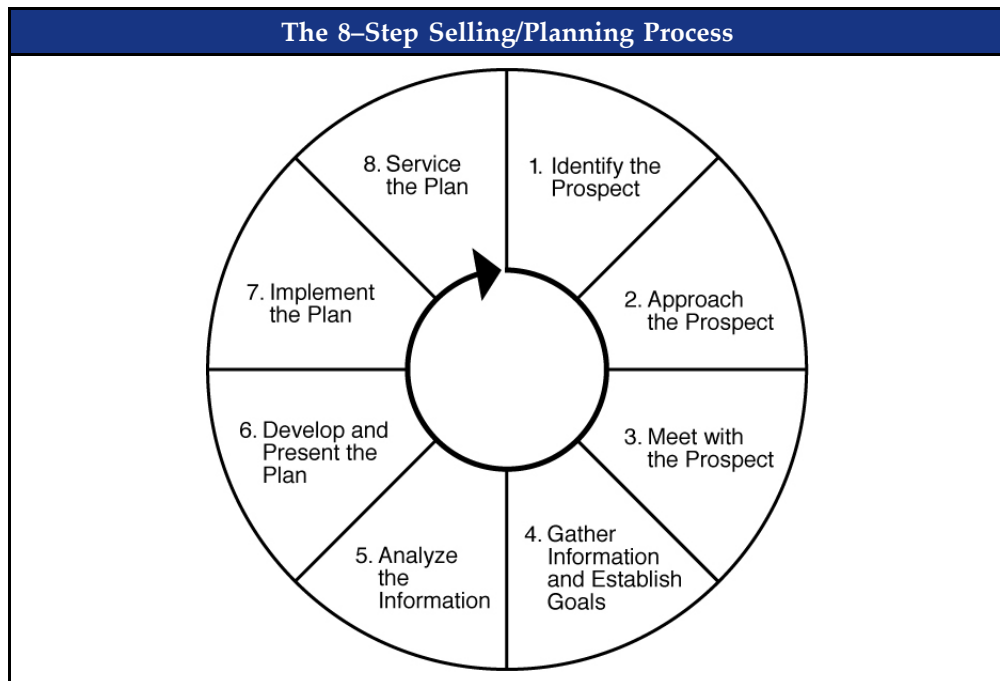 The 8–Step Selling/Planning Process
1. Identify the
Prospect
2. Approach
the Prospect
3. Meet with
the Prospect
4. Gather
Information
and Establish
Goals
5. Analyze
the
Information
6. Develop and
Present the
Plan
7. Implement
the Plan
8. Service
the Plan